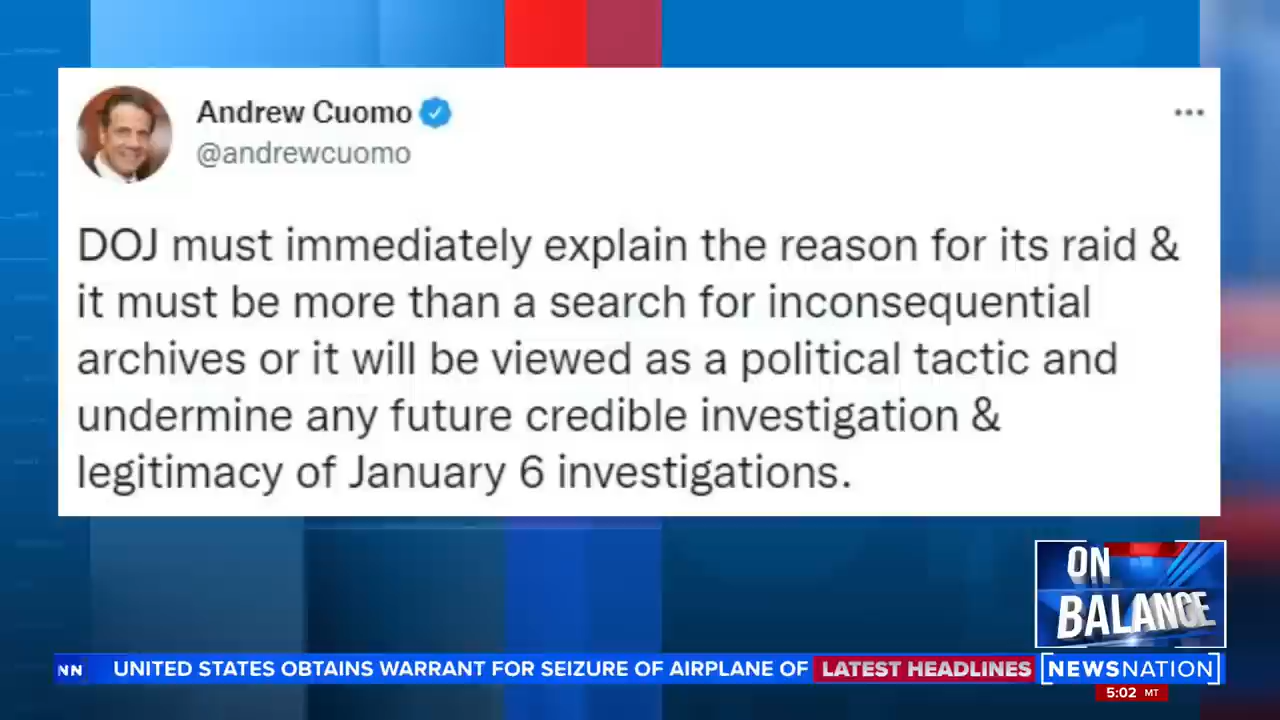 Andrew Cuomo
@andrewcuomo
DOJ must immediately explain the reason for its raid &
it must be more than a search for inconsequential
archives or it will be viewed as a political tactic and
undermine any future credible investigation &
legitimacy of January 6 investigations.
ON
BALANCE
NN UNITED STATES OBTAINS WARRANT FOR SEIZURE OF AIRPLANE OF LATEST HEADLINES NEWSNATION
5:02 MT